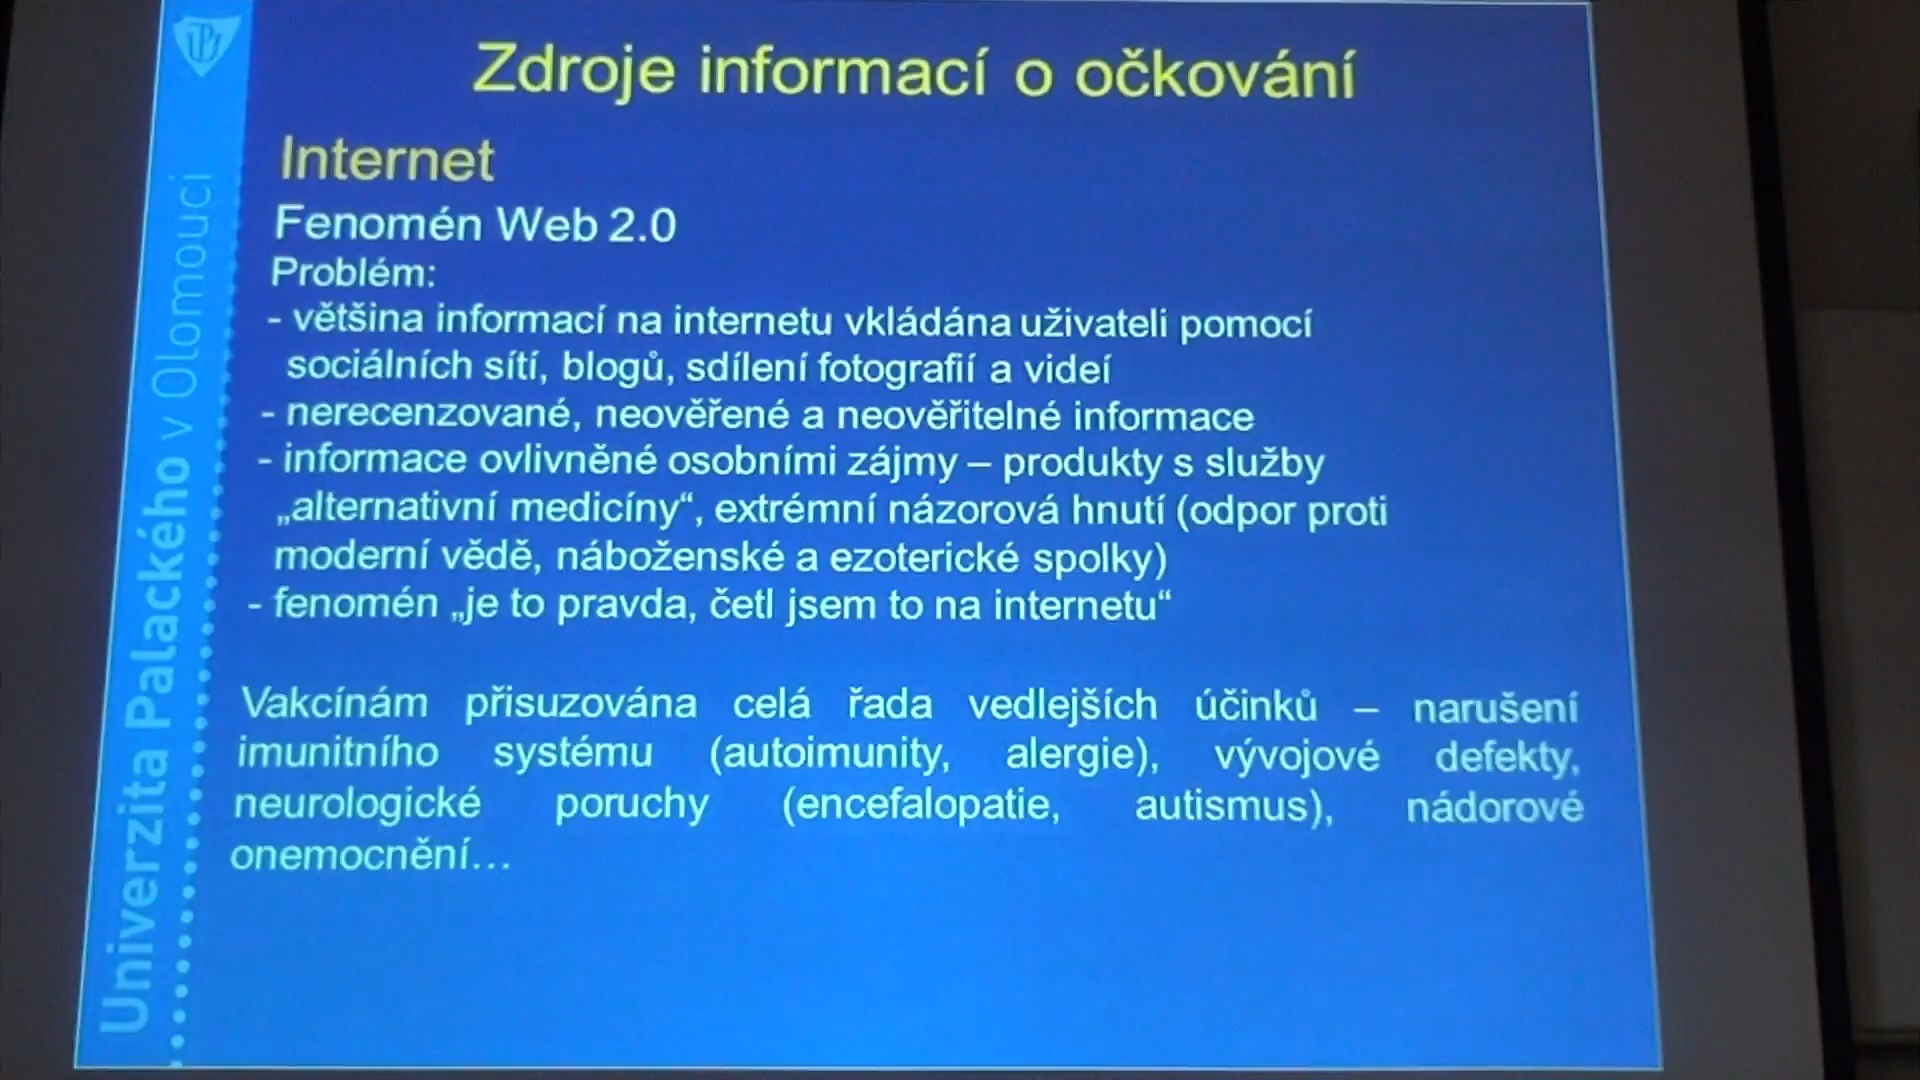 Zdroje informací o očkování
Internet
Fenomén Web 2.0
Problém:
- většina informací na internetu vkládána uživateli pomocí
sociálních sítí, blogů, sdílení fotografií a videí
- nerecenzované, neověřené a neověřitelné informace
- informace ovlivněné osobními zájmy – produkty s služby
„alternativní medicíny“, extrémní názorová hnutí (odpor proti
moderní vědě, náboženské a ezoterické spolky)
- fenomén „je to pravda, četl jsem to na internetu“
Vakcínám přisuzována celá řada vedlejších účinků – narušení
imunitního systému (autoimunity, alergie), vývojové defekty,
neurologické poruchy (encefalopatie, autismus), nádorové
onemocnění…
Univerzita Palackého v Olomouci